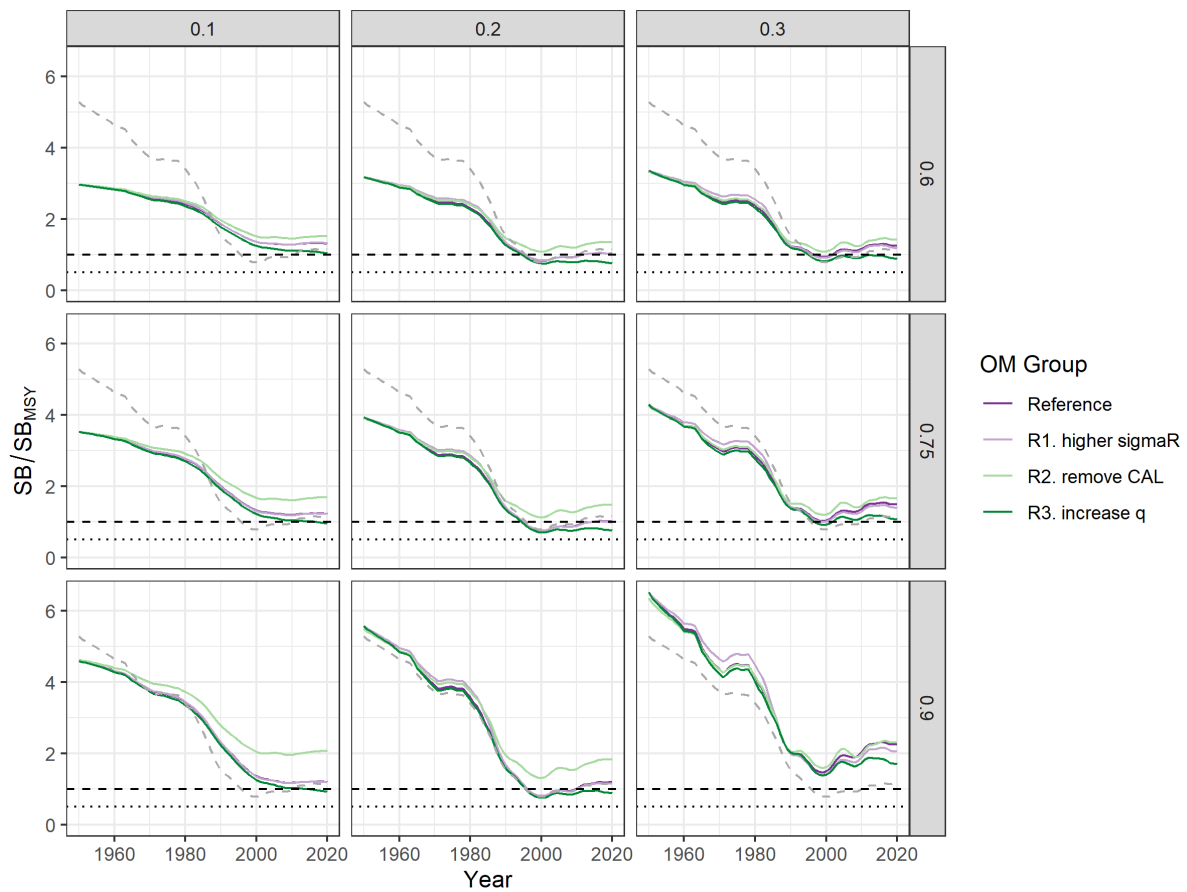 0.1 0.2 0.3
6
4
2
0
0.6
6
4
2
0
0.75
6
4
2
0
0.9
SB/SB_MSY
1960 1980 2000 2020 1960 1980 2000 2020 1960 1980 2000 2020
Year
OM Group
Reference
R1. higher sigmaR
R2. remove CAL
R3. increase q